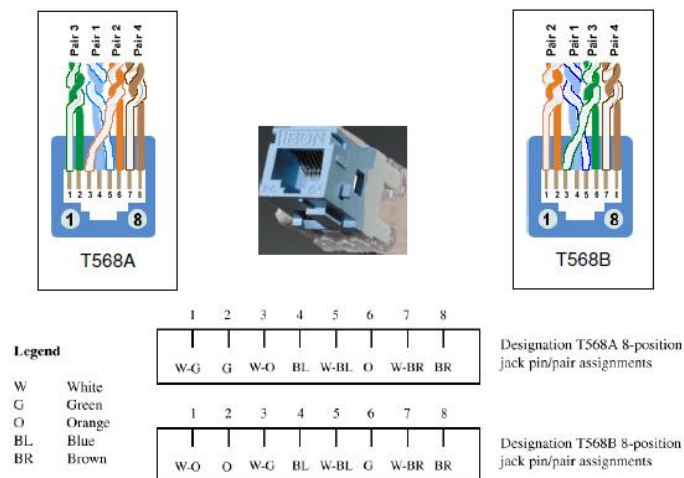 Pair 3 Pair 1 Pair 2 Pair 4
1 2 3 4 5 6 7 8
1 8
T568A
Pair 2 Pair 1 Pair 3 Pair 4
1 2 3 4 5 6 7 8
1 8
T568B
Legend
W White
G Green
O Orange
BL Blue
BR Brown
1 2 3 4 5 6 7 8
W-G G W-O BL W-BL O W-BR BR
Designation T568A 8-position
jack pin/pair assignments
1 2 3 4 5 6 7 8
W-O O W-G BL W-BL G W-BR BR
Designation T568B 8-position
jack pin/pair assignments